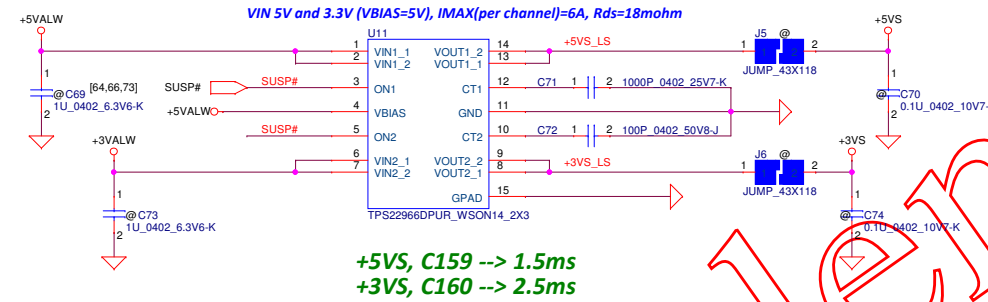 VIN 5V and 3.3V (VBIAS=5V), IMAX(per channel)=6A, Rds=18mohm
+5VALW
U11
+5VS
1 VIN1_1 VOUT1_2 14 +5VS_LS
2 VIN1_2 VOUT1_1 13
J5 @
1 2
JUMP_43X118
1
@ C69 [64,66,73]
1U_0402_6.3V6-K
2
SUSP# SUSP# 3 ON1 CT1 12 C71 1 2 1000P_0402_25V7-K
+5VALW 4 VBIAS GND 11
SUSP# 5 ON2 CT2 10 C72 1 2 100P_0402_50V8-J
1
@ C70
0.1U_0402_10V7-K
2
+3VALW
6 VIN2_1 VOUT2_2 9
7 VIN2_2 VOUT2_1 8 +3VS_LS
GPAD 15
TPS22966DPUR_WSON14_2X3
J6 @
1 2
JUMP_43X118
+3VS
1
@ C73
1U_0402_6.3V6-K
2
1
@ C74
0.1U_0402_10V7-K
2
+5VS, C159 --> 1.5ms
+3VS, C160 --> 2.5ms